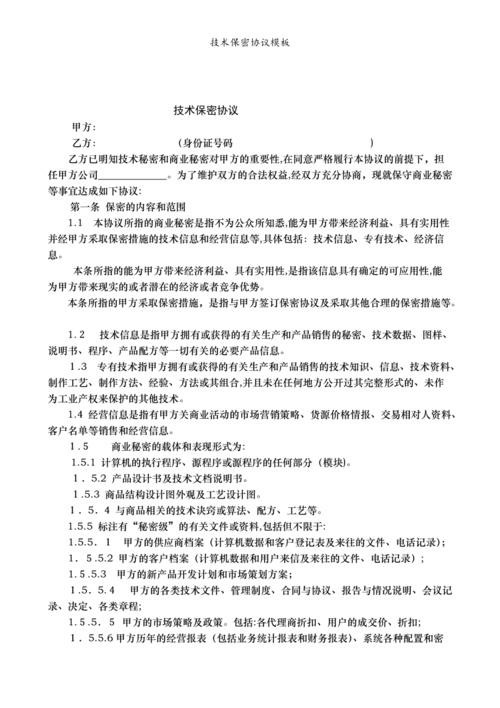 技术保密协议模板
技术保密协议
甲方：
乙方： (身份证号码 )
乙方已明知技术秘密和商业秘密对甲方的重要性,在同意严格履行本协议的前提下，担
任甲方公司______________。为了维护双方的合法权益,经双方充分协商，现就保守商业秘密
等事宜达成如下协议：
第一条 保密的内容和范围
1.1 本协议所指的商业秘密是指不为公众所知悉,能为甲方带来经济利益、具有实用性
并经甲方采取保密措施的技术信息和经营信息等,具体包括：技术信息、专有技术、经济信
息。
本条所指的能为甲方带来经济利益、具有实用性,是指该信息具有确定的可应用性,能
为甲方带来现实的或者潜在的经济或者竞争优势。
本条所指的甲方采取保密措施，是指与甲方签订保密协议及采取其他合理的保密措施等。
1.2 技术信息是指甲方拥有或获得的有关生产和产品销售的秘密、技术数据、图样、
说明书、程序、产品配方等一切有关的必要产品信息。
1.3 专有技术指甲方拥有或获得的有关生产和产品销售的技术知识、信息、技术资料、
制作工艺、制作方法、经验、方法或其组合,并且未在任何地方公开过其完整形式的、未作
为工业产权来保护的其他技术。
1.4 经营信息是指有甲方关商业活动的市场营销策略、货源价格情报、交易相对人资料、
客户名单等销售和经营信息。
1.5 商业秘密的载体和表现形式为：
1.5.1 计算机的执行程序、源程序或源程序的任何部分（模块)。
1．5.2 产品设计书及技术文档说明书。
1.5.3 商品结构设计图外观及工艺设计图。
1．5．4 与商品相关的技术诀窍或算法、配方、工艺等。
1.5.5 标注有“秘密级”的有关文件或资料,包括但不限于：
1.5.5．1 甲方的供应商档案（计算机数据和客户登记表及来往的文件、电话记录）；
1．5.5.2 甲方的客户档案（计算机数据和用户来信及来往的文件、电话记录）；
1.5.5.3 甲方的新产品开发计划和市场策划方案；
1．5.5．4 甲方的各类技术文件、管理制度、合同与协议、报告与情况说明、会议记
录、决定、各类章程;
1.5.5．5 甲方的市场策略及政策。包括:各代理商折扣、用户的成交价、折扣;
1．5.5.6甲方历年的经营报表（包括业务统计报表和财务报表)、系统各种配置和密